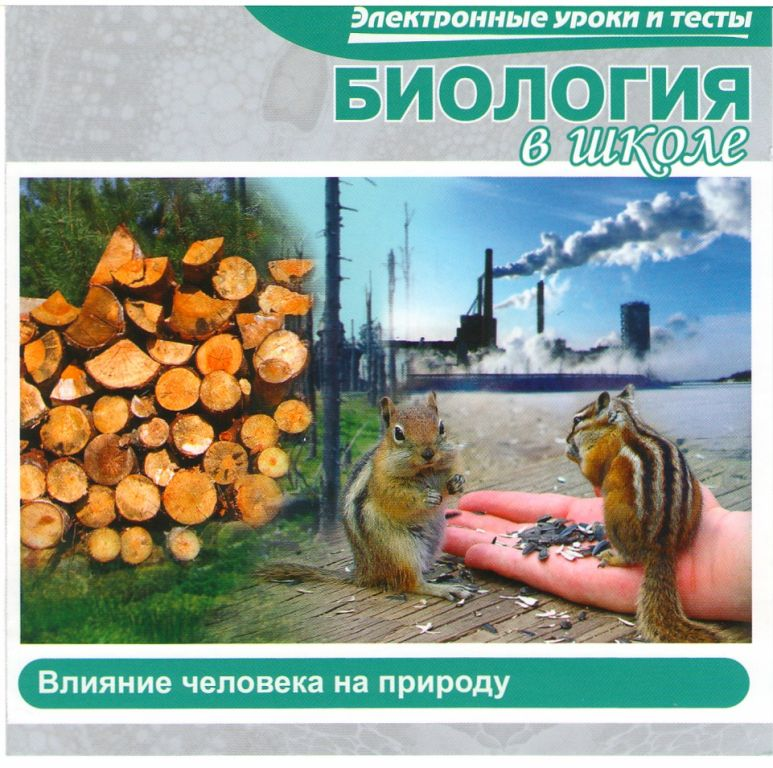 Электронные уроки и тесты
БИОЛОГИЯ
в школе
Влияние человека на природу